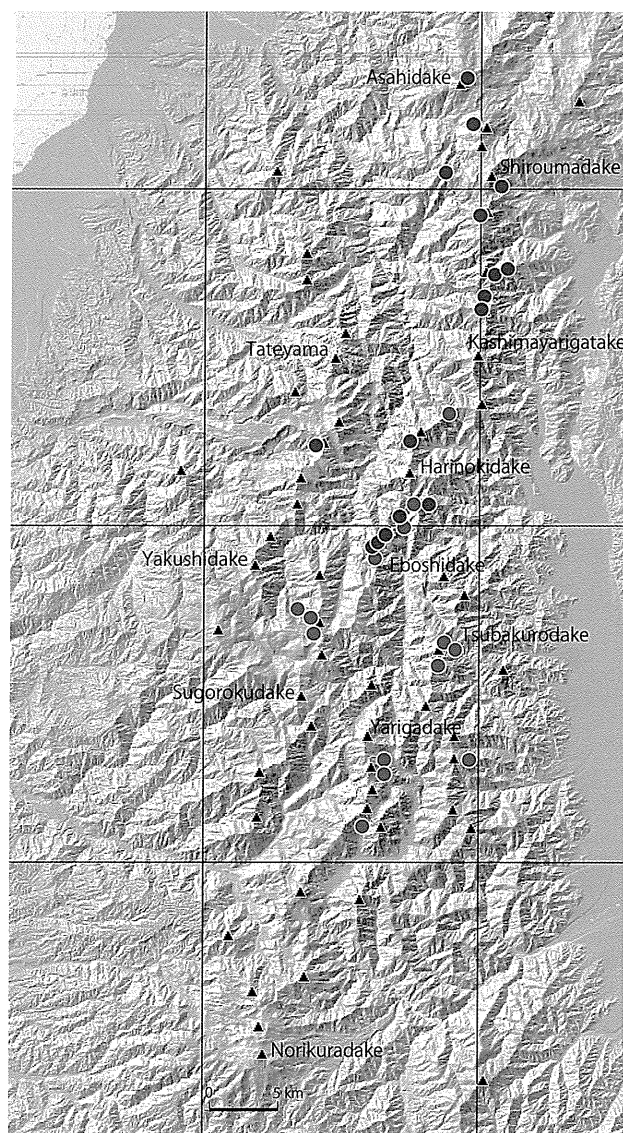 Asahidake
Shiroumadake
Kashimayarigatake
Tateyama
Harinokidake
Yakushidake
Eboshidake
Tsubakurodake
Sugorokudake
Yarigadake
Norikuradake
0 5 km